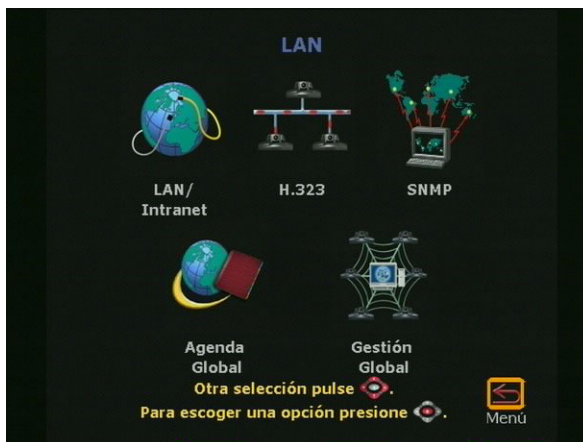 LAN
LAN/
Intranet
H.323
SNMP
Agenda
Global
Gestión
Global
Otra selección pulse .
Para escoger una opción presione .
Menú